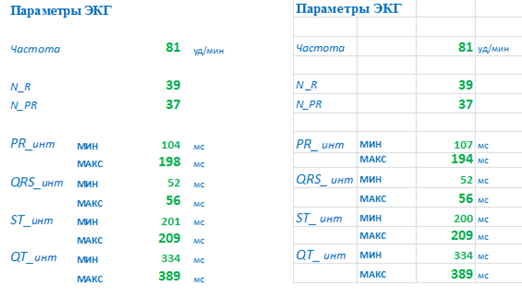 Параметры ЭКГ
Частота 81 уд/мин
N_R 39
N_PR 37
PR_инт мин 104 мс
макс 198 мс
QRS_инт мин 52 мс
макс 56 мс
ST_инт мин 201 мс
макс 209 мс
QT_инт мин 334 мс
макс 389 мс
Параметры ЭКГ
Частота 81 уд/мин
N_R 39
N_PR 37
PR_ инт мин 107 мс
макс 194 мс
QRS_ инт мин 52 мс
макс 56 мс
ST_ инт мин 200 мс
макс 209 мс
QT_ инт мин 334 мс
макс 389 мс